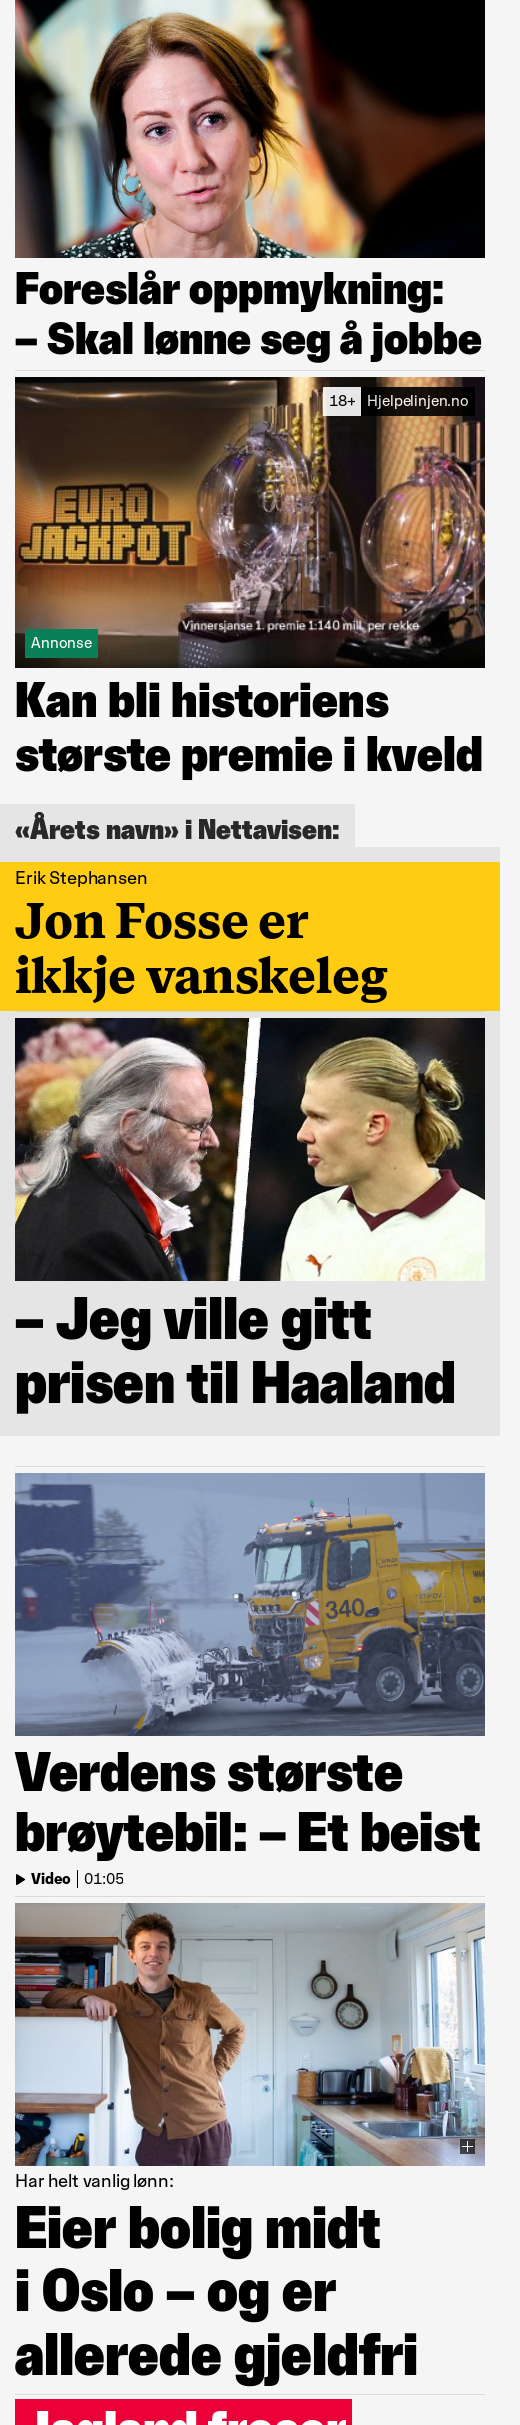 Foreslår oppmykning:
– Skal lønne seg å jobbe
18+ Hjelpelinjen.no
EURO
JACKPOT
Vinnersjanse 1. premie 1:140 mill. per rekke
Annonse
Kan bli historiens
største premie i kveld
«Årets navn» i Nettavisen:
Erik Stephansen
Jon Fosse er
ikkje vanskeleg
– Jeg ville gitt
prisen til Haaland
340
Verdens største
brøytebil: – Et beist
Video 01:05
Har helt vanlig lønn:
Eier bolig midt
i Oslo – og er
allerede gjeldfri